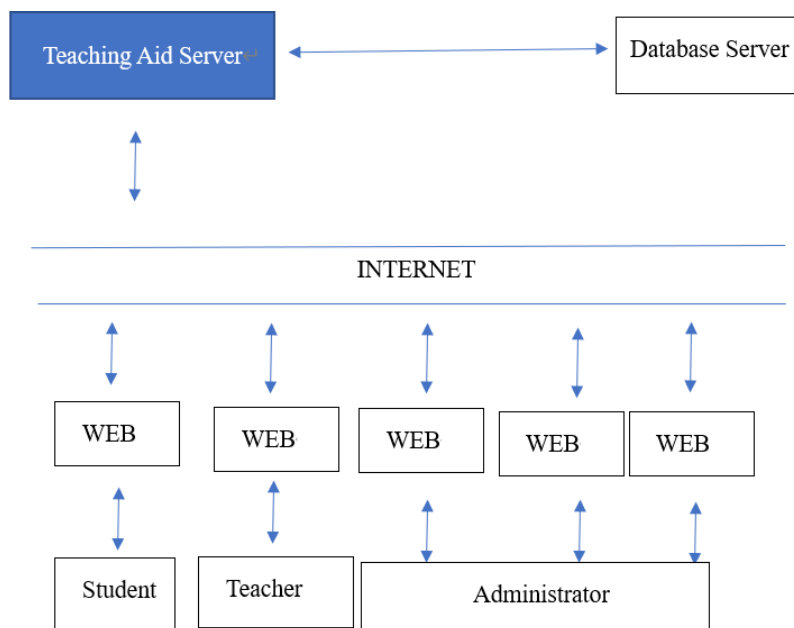 Teaching Aid Server↵
Database Server
INTERNET
WEB
WEB
WEB
WEB
WEB
Student
Teacher
Administrator